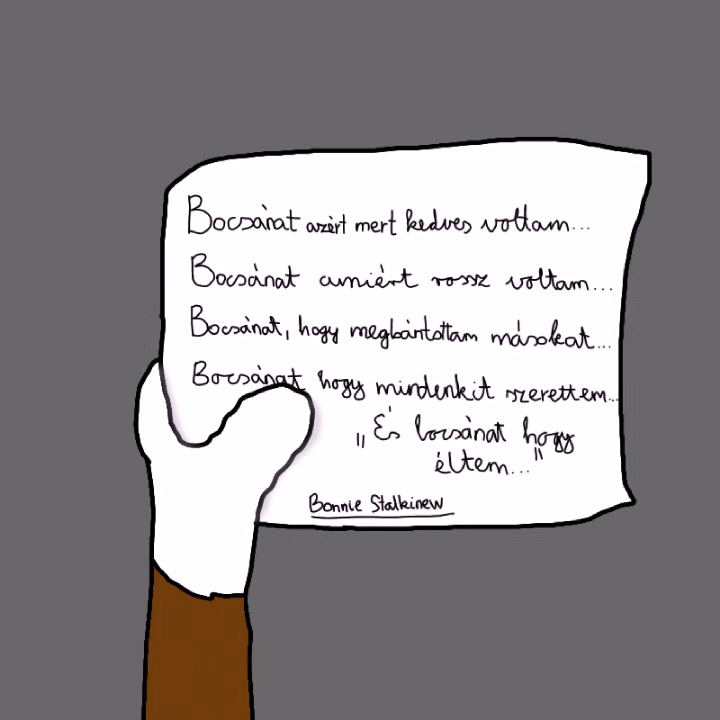 Bocsánat azért mert kedves voltam...
Bocsánat amiért rossz voltam...
Bocsánat, hogy megbántottam másokat...
Bocsánat hogy mindenkit szerettem...
„És bocsánat hogy
éltem..."
Bonnie Stalkinew